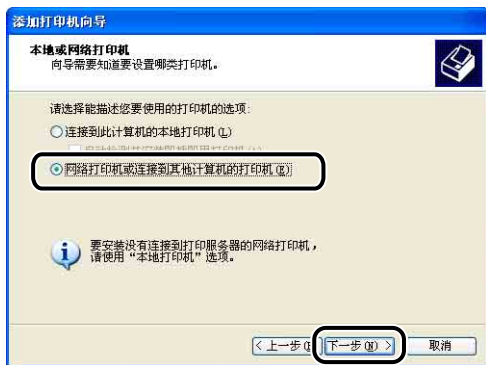 添加打印机向导
本地或网络打印机
向导需要知道要设置哪类打印机。
请选择能描述您要使用的打印机的选项:
连接到此计算机的本地打印机(L)
网络打印机或连接到其他计算机的打印机(E)
要安装没有连接到打印服务器的网络打印机,
请使用“本地打印机”选项。
<上一步 下一步(N)> 取消